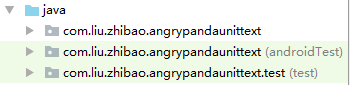 java
com.liu.zhibao.angrypandaunittext
com.liu.zhibao.angrypandaunittext (androidTest)
com.liu.zhibao.angrypandaunittext.test (test)